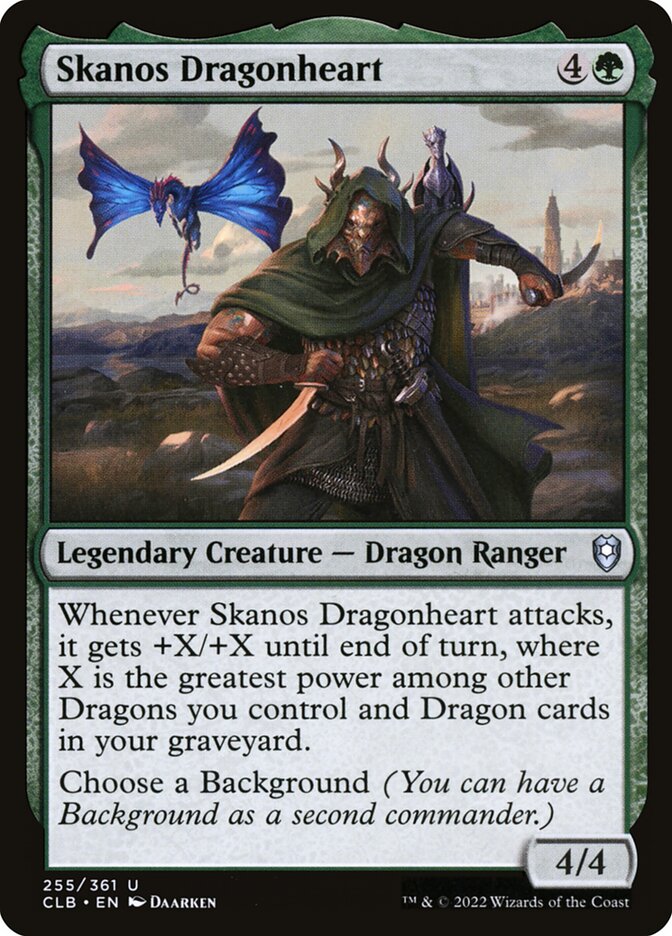 Skanos Dragonheart 4
Legendary Creature — Dragon Ranger
Whenever Skanos Dragonheart attacks,
it gets +X/+X until end of turn, where
X is the greatest power among other
Dragons you control and Dragon cards
in your graveyard.
Choose a Background (You can have a
Background as a second commander.)
4/4
255/361 U
CLB • EN DAARKEN
™ & © 2022 Wizards of the Coast